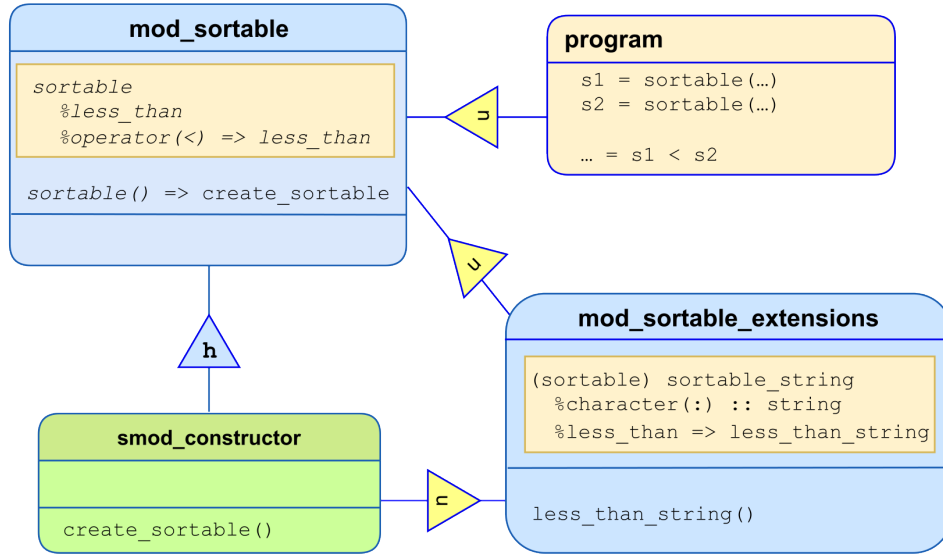 mod_sortable
sortable
%less_than
%operator(<) => less_than
sortable() => create_sortable
u
program
s1 = sortable(…)
s2 = sortable(…)
… = s1 < s2
u
h
mod_sortable_extensions
(sortable) sortable_string
%character(:) :: string
%less_than => less_than_string
less_than_string()
smod_constructor
create_sortable()
u